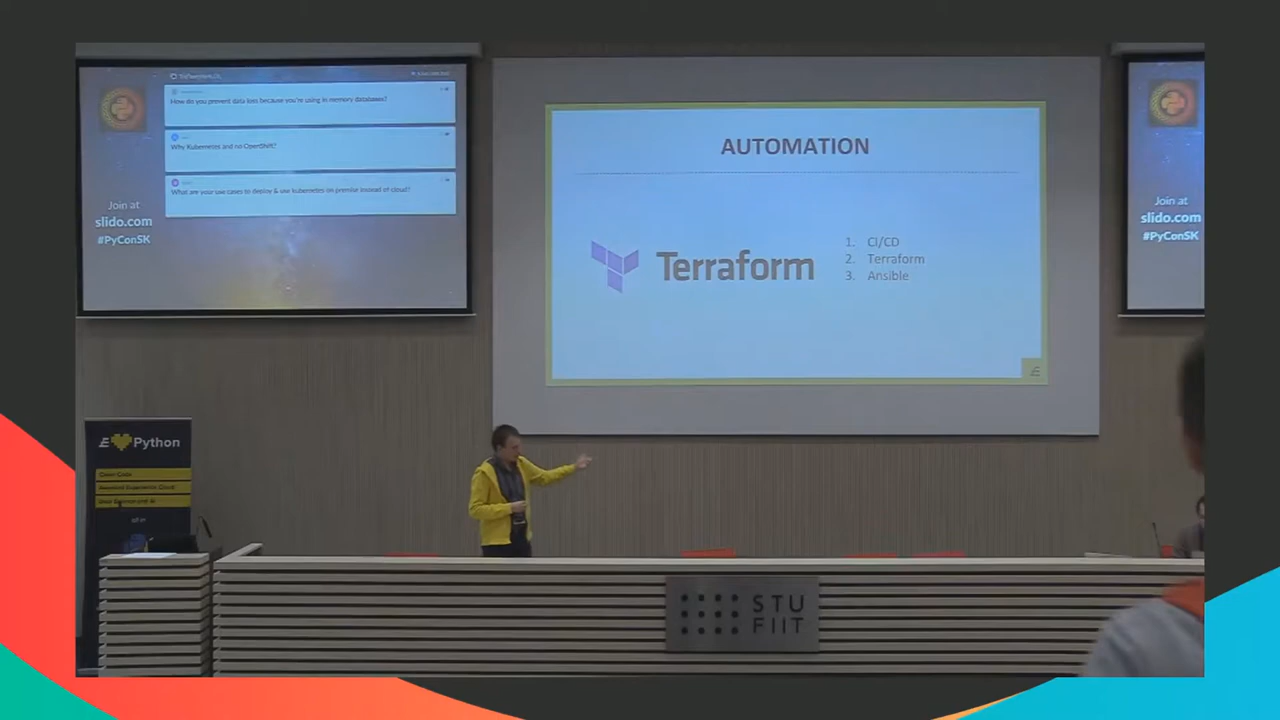 How do you prevent data loss because you're using in memory databases?
Why Kubernetes and no OpenShift?
What are your use cases to deploy & use kubernetes on premise instead of cloud?
Join at
slido.com
#PyConSK
AUTOMATION
Terraform
1. CI/CD
2. Terraform
3. Ansible
Join at
slido.com
#PyConSK
Python
STU
FIIT